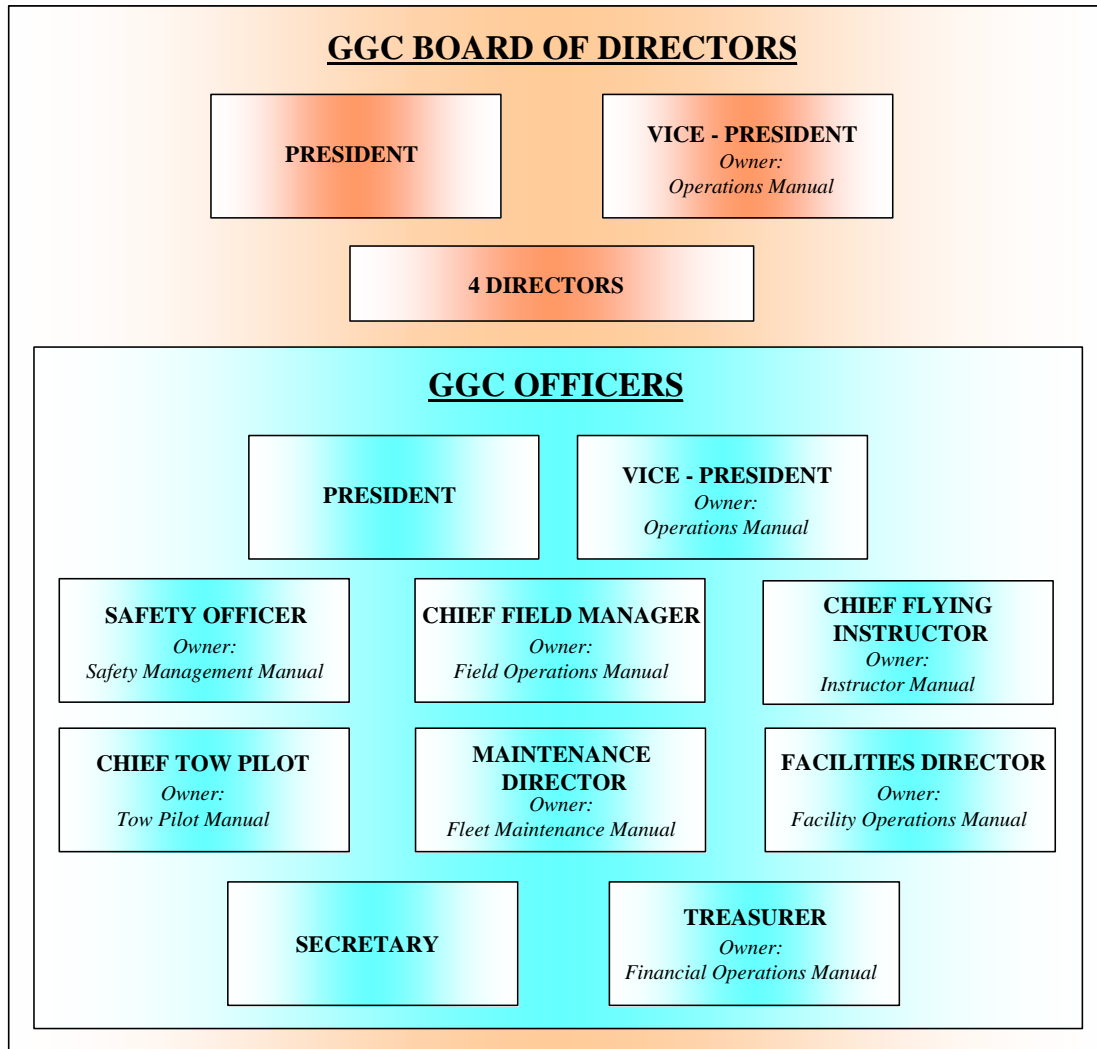 GGC BOARD OF DIRECTORS
PRESIDENT
VICE - PRESIDENT
Owner:
Operations Manual
4 DIRECTORS
GGC OFFICERS
PRESIDENT
VICE - PRESIDENT
Owner:
Operations Manual
SAFETY OFFICER
Owner:
Safety Management Manual
CHIEF FIELD MANAGER
Owner:
Field Operations Manual
CHIEF FLYING
INSTRUCTOR
Owner:
Instructor Manual
CHIEF TOW PILOT
Owner:
Tow Pilot Manual
MAINTENANCE
DIRECTOR
Owner:
Fleet Maintenance Manual
FACILITIES DIRECTOR
Owner:
Facility Operations Manual
SECRETARY
TREASURER
Owner:
Financial Operations Manual